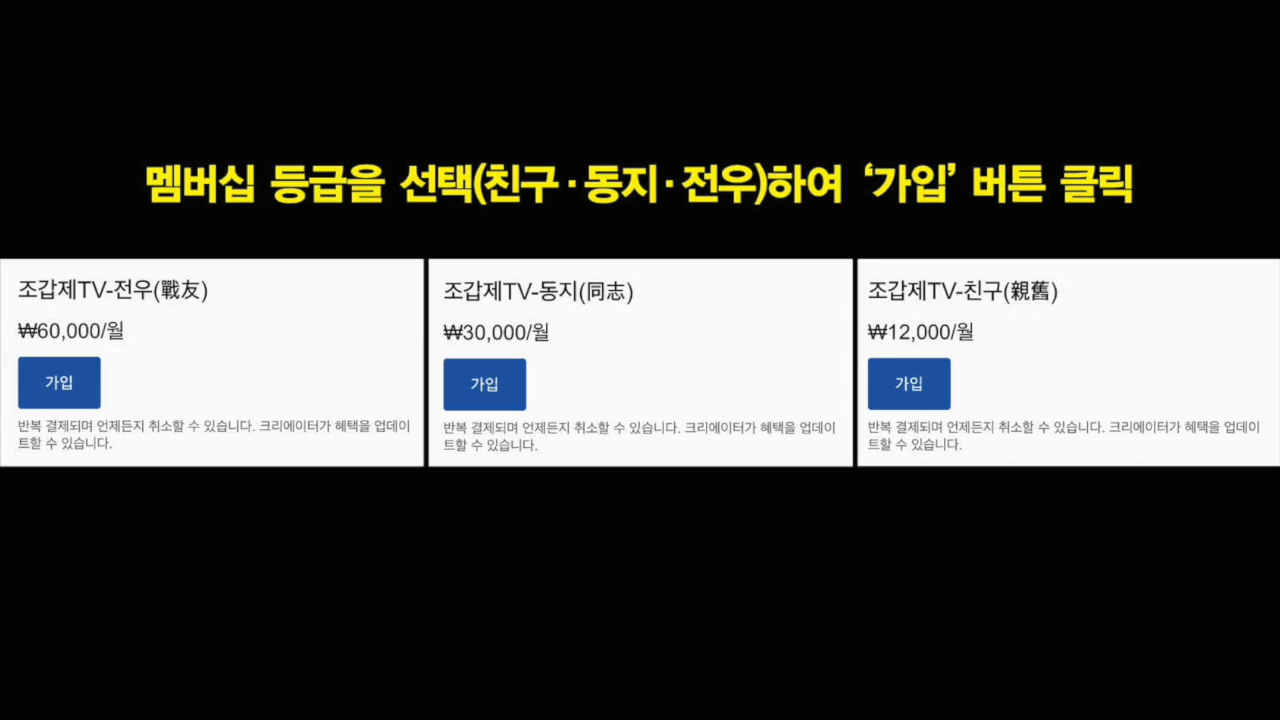 멤버십 등급을 선택(친구·동지·전우)하여 ‘가입’ 버튼 클릭
조갑제TV-전우(戰友)
₩60,000/월
가입
반복 결제되며 언제든지 취소할 수 있습니다. 크리에이터가 혜택을 업데이
트할 수 있습니다.
조갑제TV-동지(同志)
₩30,000/월
가입
반복 결제되며 언제든지 취소할 수 있습니다. 크리에이터가 혜택을 업데이
트할 수 있습니다.
조갑제TV-친구(親舊)
₩12,000/월
가입
반복 결제되며 언제든지 취소할 수 있습니다. 크리에이터가 혜택을 업데이
트할 수 있습니다.